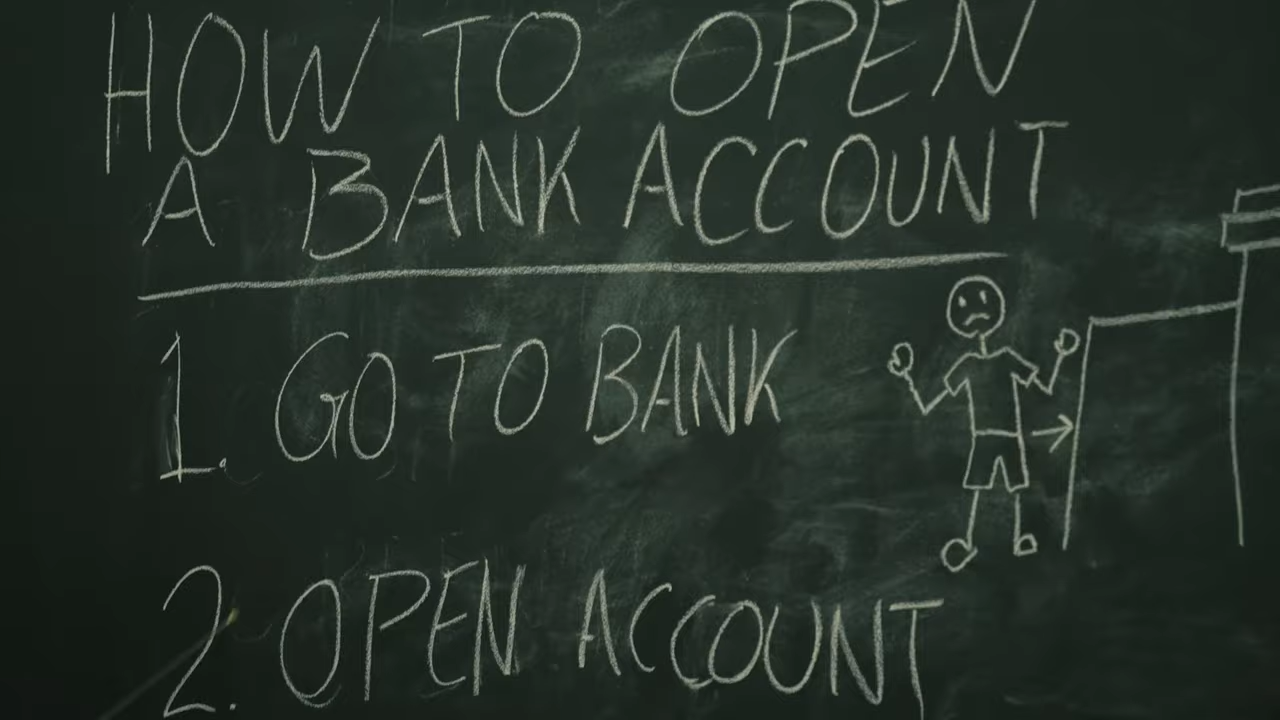 HOW TO OPEN
A BANK ACCOUNT
1. GO TO BANK
2. OPEN ACCOUNT